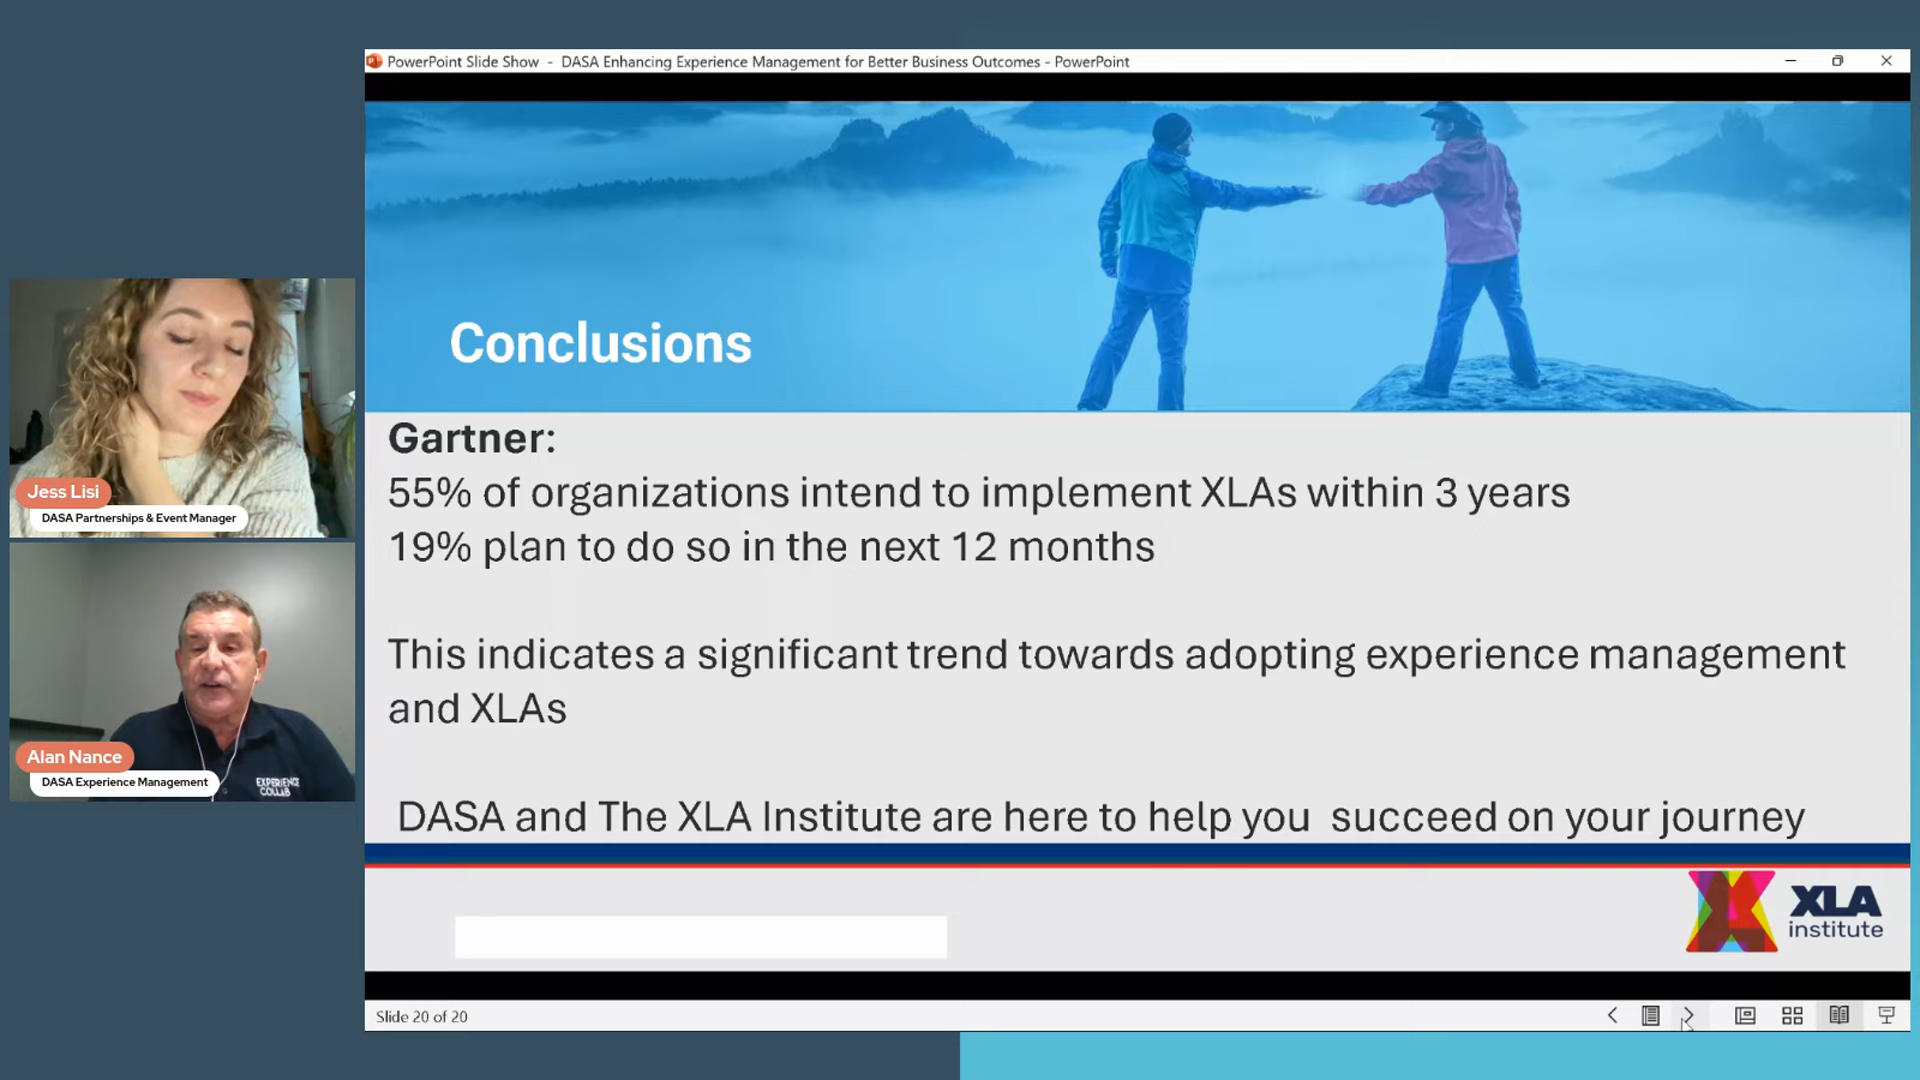 PowerPoint Slide Show - DASA Enhancing Experience Management for Better Business Outcomes - PowerPoint
Conclusions
Gartner:
55% of organizations intend to implement XLAs within 3 years
19% plan to do so in the next 12 months
This indicates a significant trend towards adopting experience management
and XLAs
DASA and The XLA Institute are here to help you succeed on your journey
XLA
institute
Slide 20 of 20
Jess Lisi
DASA Partnerships & Event Manager
Alan Nance
DASA Experience Management
EXPERIENCE
COLLAB